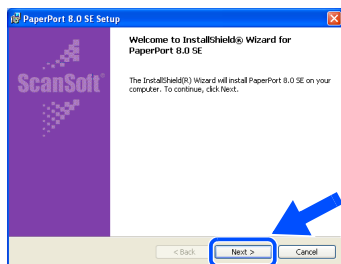 PaperPort 8.0 SE Setup
Welcome to InstallShield® Wizard for
PaperPort 8.0 SE
ScanSoft®
The InstallShield(R) Wizard will install PaperPort 8.0 SE on your
computer. To continue, click Next.
< Back
Next >
Cancel